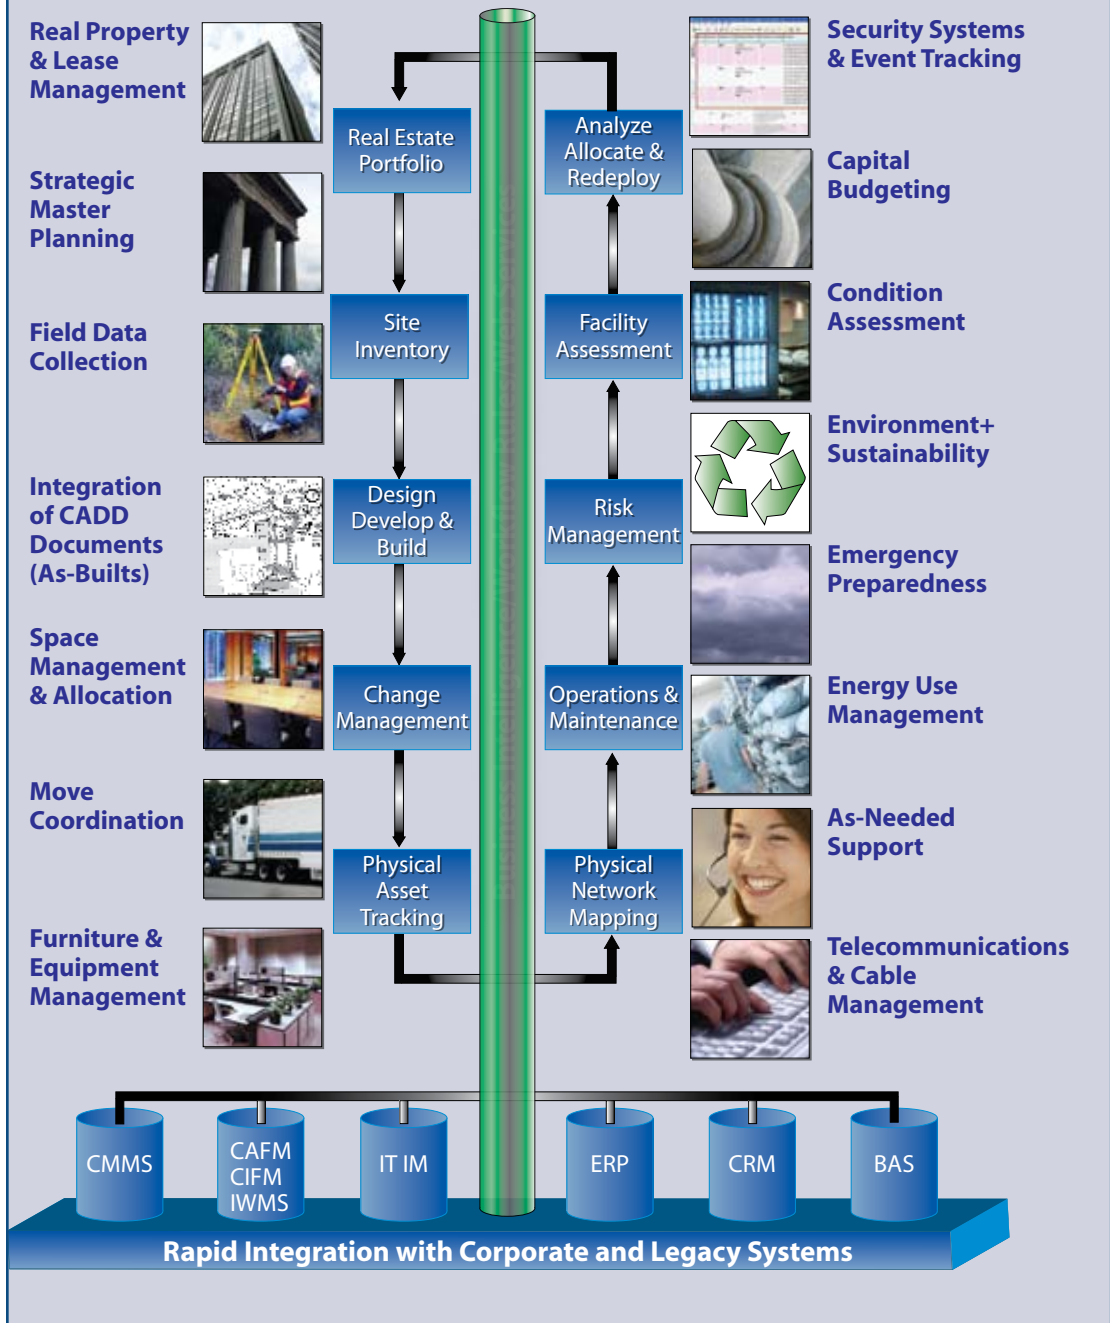 Real Property
& Lease
Management
Strategic
Master
Planning
Field Data
Collection
Integration
of CADD
Documents
(As-Builts)
Space
Management
& Allocation
Move
Coordination
Furniture &
Equipment
Management
Real Estate
Portfolio
Site
Inventory
Design
Develop &
Build
Change
Management
Physical
Asset
Tracking
Analyze
Allocate &
Redeploy
Facility
Assessment
Risk
Management
Operations &
Maintenance
Physical
Network
Mapping
Security Systems
& Event Tracking
Capital
Budgeting
Condition
Assessment
Environment+
Sustainability
Emergency
Preparedness
Energy Use
Management
As-Needed
Support
Telecommunications
& Cable
Management
CMMS
CAFM
CIFM
IWMS
IT IM
ERP
CRM
BAS
Rapid Integration with Corporate and Legacy Systems